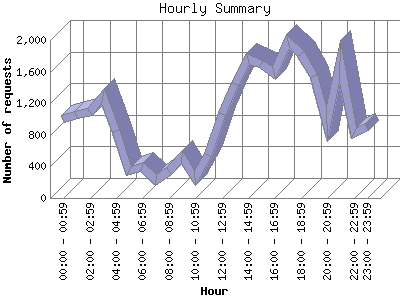 Hourly Summary
Number of requests
2,000
1,600
1,200
800
400
0
00:00 - 00:59
02:00 - 02:59
04:00 - 04:59
06:00 - 06:59
08:00 - 08:59
10:00 - 10:59
12:00 - 12:59
14:00 - 14:59
16:00 - 16:59
18:00 - 18:59
20:00 - 20:59
22:00 - 22:59
23:00 - 23:59
Hour